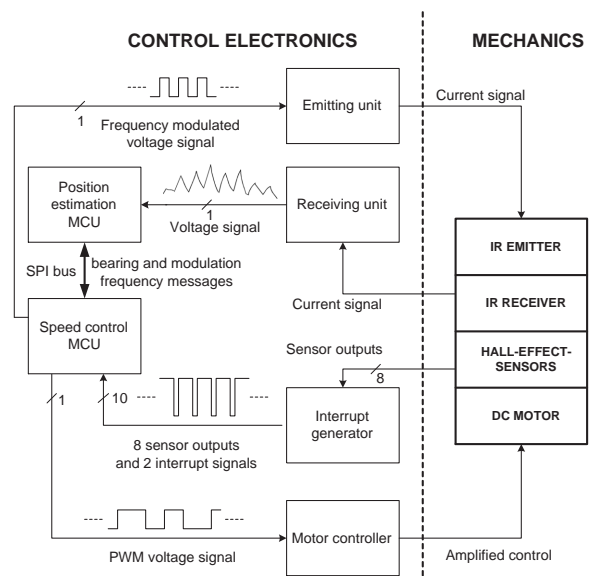 CONTROL ELECTRONICS
MECHANICS
1
Frequency modulated
voltage signal
Emitting unit
Current signal
Position
estimation
MCU
1
Voltage signal
Receiving unit
SPI bus
bearing and modulation
frequency messages
Current signal
IR EMITTER
IR RECEIVER
HALL-EFFECT-
SENSORS
DC MOTOR
Speed control
MCU
Sensor outputs
8
1
10
8 sensor outputs
and 2 interrupt signals
Interrupt
generator
PWM voltage signal
Motor controller
Amplified control